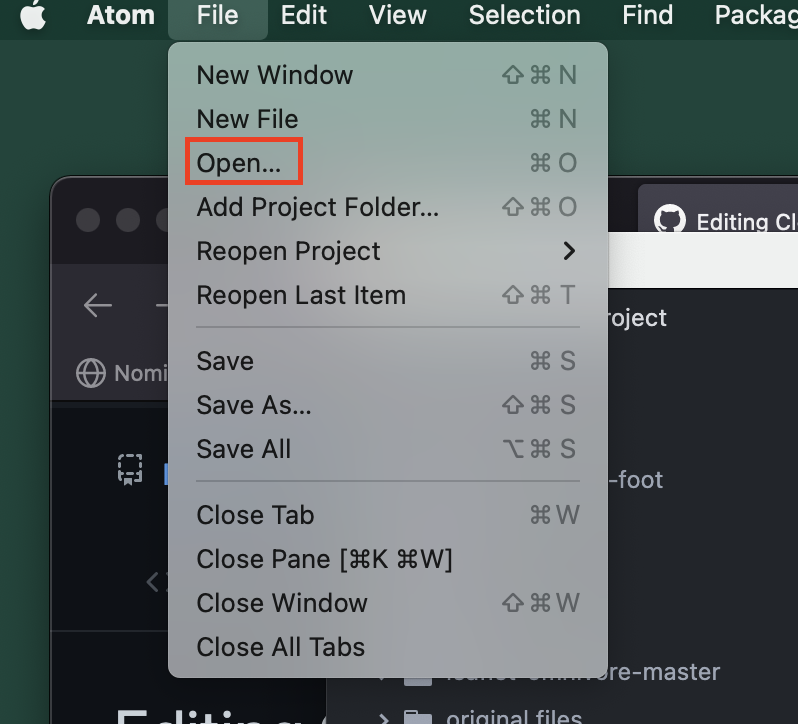 Atom File Edit View Selection Find Packag
New Window ⇧⌘N
New File ⌘N
Open... ⌘O
Add Project Folder... ⇧⌘O
Editing Cl
Reopen Project
Reopen Last Item ⇧⌘T
roject
Save ⌘S
Nomi
Save As... ⇧⌘S
Save All ⌥⌘S
-foot
Close Tab ⌘W
Close Pane [⌘K ⌘W]
Close Window ⇧⌘W
Close All Tabs
ore-master
Editing
original files